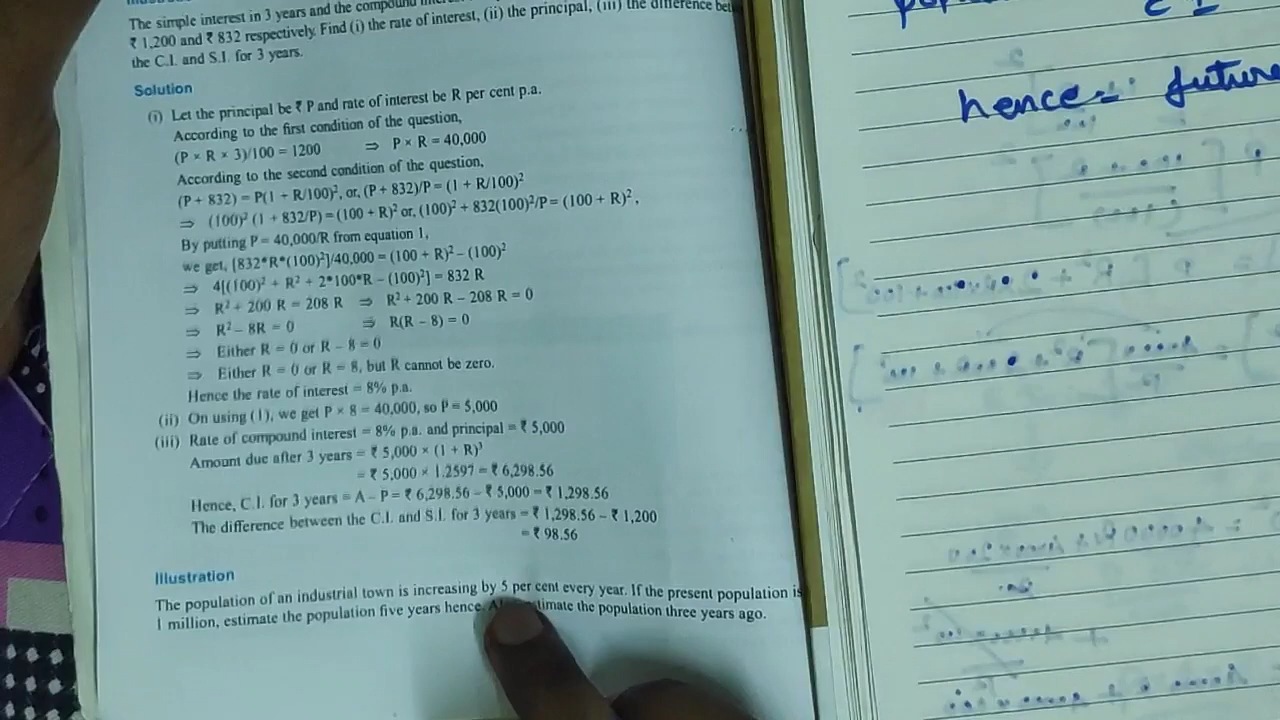 The simple interest in 3 years and the compound
₹ 1,200 and ₹ 832 respectively. Find (i) the rate of interest, (ii) the principal, (iii) the difference
the C.I. and S.I. for 3 years.
Solution
(i) Let the principal be ₹ P and rate of interest be R per cent p.a.
According to the first condition of the question,
(P × R × 3)/100 = 1200 ⇒ P × R = 40,000
According to the second condition of the question,
(P + 832) = P(1 + R/100)², or, (P + 832)/P = (1 + R/100)²
⇒ (100)² (1 + 832/P) = (100 + R)² or, (100)² + 832(100)²/P = (100 + R)²,
By putting P = 40,000/R from equation 1,
we get, [832*R*(100)²]/40,000 = (100 + R)² – (100)²
⇒ 4[(100)² + R² + 2*100*R – (100)²] = 832 R
⇒ R² + 200 R = 208 R ⇒ R² + 200 R – 208 R = 0
⇒ R² – 8R = 0 ⇒ R(R – 8) = 0
⇒ Either R = 0 or R – 8 = 0
⇒ Either R = 0 or R = 8, but R cannot be zero.
Hence the rate of interest = 8% p.a.
(ii) On using (1), we get P × 8 = 40,000, so P = 5,000
(iii) Rate of compound interest = 8% p.a. and principal = ₹ 5,000
Amount due after 3 years = ₹ 5,000 × (1 + R)³
= ₹ 5,000 × 1.2597 = ₹ 6,298.56
Hence, C.I. for 3 years = A – P = ₹ 6,298.56 – ₹ 5,000 = ₹ 1,298.56
The difference between the C.I. and S.I. for 3 years = ₹ 1,298.56 – ₹ 1,200
= ₹ 98.56
Illustration
The population of an industrial town is increasing by 5 per cent every year. If the present population is
1 million, estimate the population five years hence. the population three years ago.
hence = future